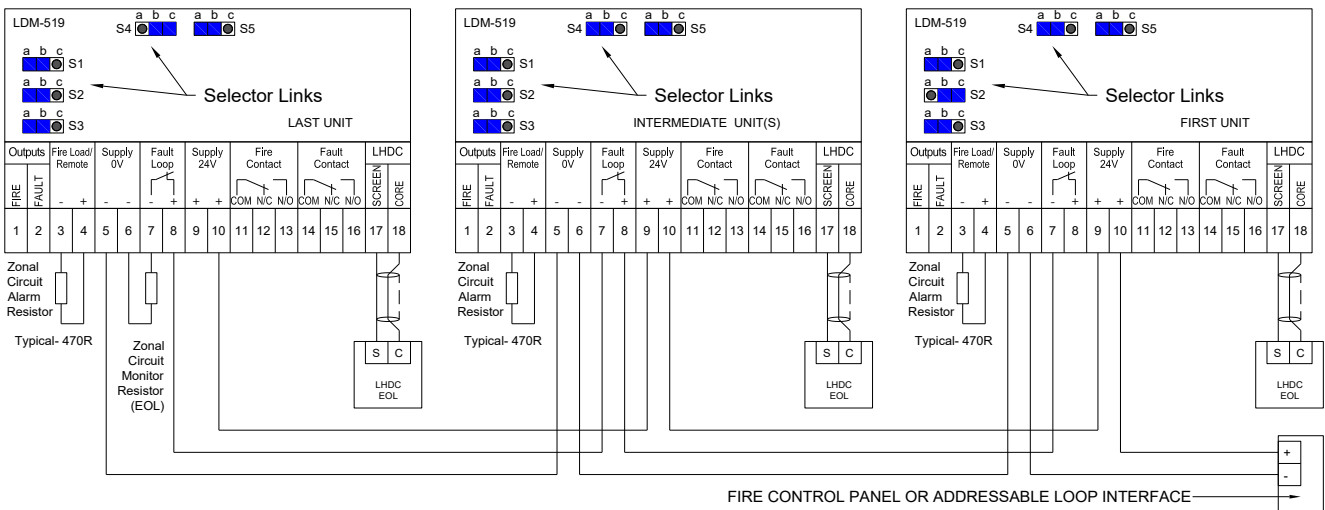 LDM-519
a b c
S4
a b c
S5
a b c
S1
a b c
S2
a b c
S3
Selector Links
LAST UNIT
Outputs
Fire Load/
Remote
Supply
0V
Fault
Loop
Supply
24V
Fire
Contact
Fault
Contact
LHDC
FIRE
FAULT
- +
- -
- +
+ +
COM N/C N/O
COM N/C N/O
SCREEN
CORE
1 2 3 4 5 6 7 8 9 10 11 12 13 14 15 16 17 18
Zonal
Circuit
Alarm
Resistor
Typical- 470R
Zonal
Circuit
Monitor
Resistor
(EOL)
S C
LHDC
EOL
LDM-519
a b c
S4
a b c
S5
a b c
S1
a b c
S2
a b c
S3
Selector Links
INTERMEDIATE UNIT(S)
Outputs
Fire Load/
Remote
Supply
0V
Fault
Loop
Supply
24V
Fire
Contact
Fault
Contact
LHDC
FIRE
FAULT
- +
- -
- +
+ +
COM N/C N/O
COM N/C N/O
SCREEN
CORE
1 2 3 4 5 6 7 8 9 10 11 12 13 14 15 16 17 18
Zonal
Circuit
Alarm
Resistor
Typical- 470R
S C
LHDC
EOL
LDM-519
a b c
S4
a b c
S5
a b c
S1
a b c
S2
a b c
S3
Selector Links
FIRST UNIT
Outputs
Fire Load/
Remote
Supply
0V
Fault
Loop
Supply
24V
Fire
Contact
Fault
Contact
LHDC
FIRE
FAULT
- +
- -
- +
+ +
COM N/C N/O
COM N/C N/O
SCREEN
CORE
1 2 3 4 5 6 7 8 9 10 11 12 13 14 15 16 17 18
Zonal
Circuit
Alarm
Resistor
Typical- 470R
S C
LHDC
EOL
+
-
FIRE CONTROL PANEL OR ADDRESSABLE LOOP INTERFACE